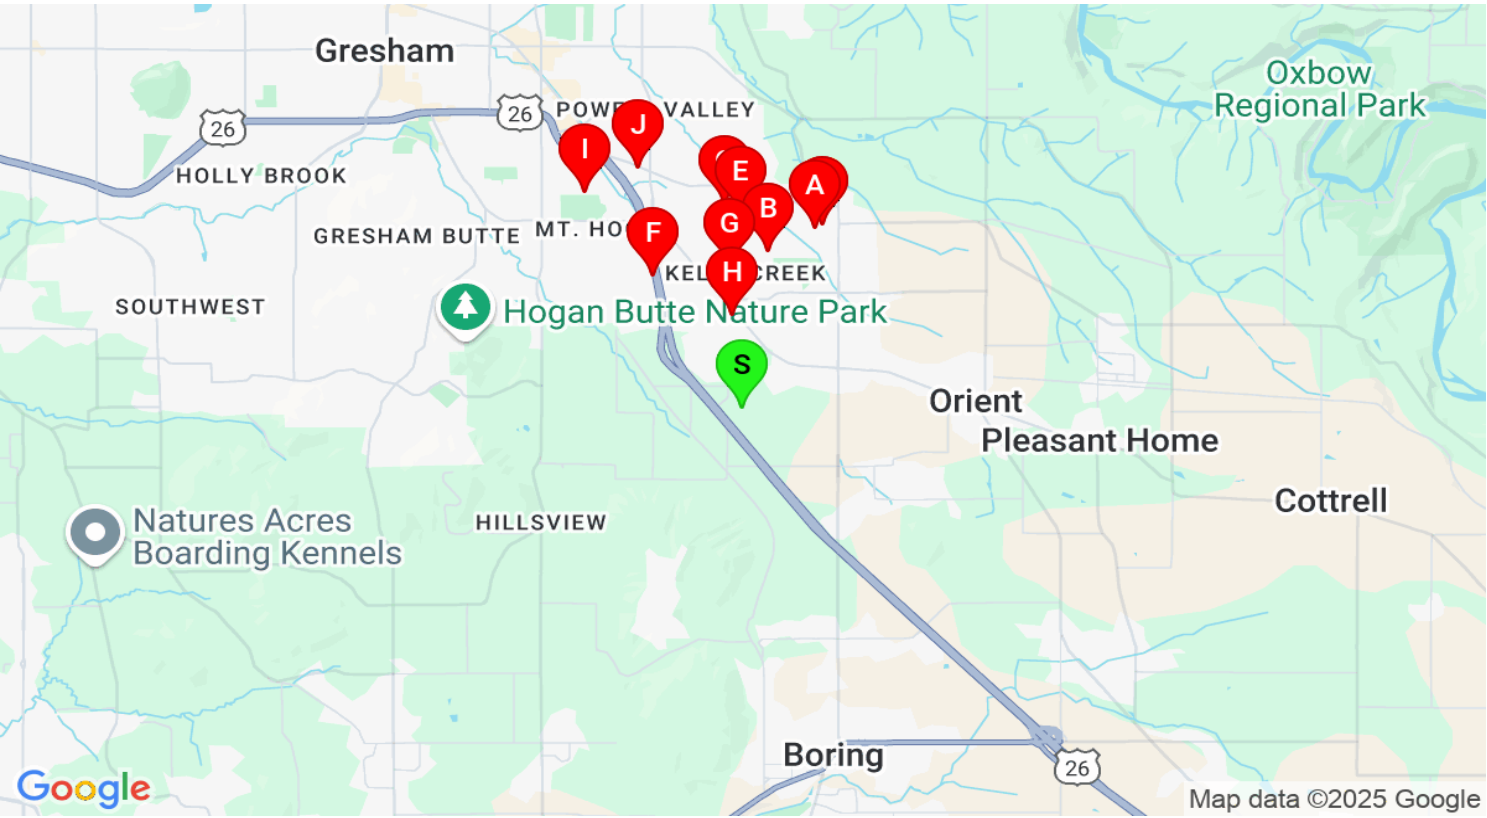 Gresham
Oxbow
Regional Park
26
26
POWE
VALLEY
J
I
E
A
B
HOLLY BROOK
G
GRESHAM BUTTE
MT. HO
F
KEL
CREEK
H
SOUTHWEST
Hogan Butte Nature Park
S
Orient
Pleasant Home
Cottrell
Natures Acres
Boarding Kennels
HILLSVIEW
Boring
26
Google
Map data ©2025 Google